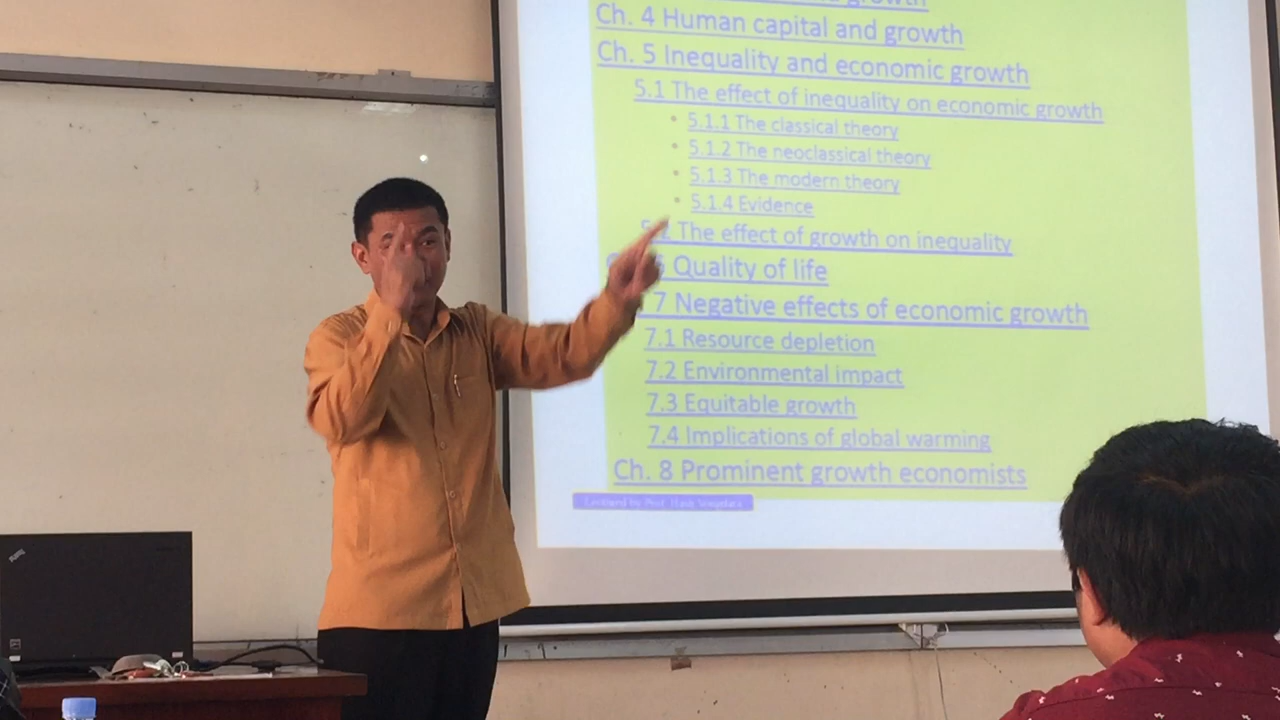 growth
Ch. 4 Human capital and growth
Ch. 5 Inequality and economic growth
5.1 The effect of inequality on economic growth
• 5.1.1 The classical theory
• 5.1.2 The neoclassical theory
• 5.1.3 The modern theory
• 5.1.4 Evidence
The effect of growth on inequality
Quality of life
7 Negative effects of economic growth
7.1 Resource depletion
7.2 Environmental impact
7.3 Equitable growth
7.4 Implications of global warming
Ch. 8 Prominent growth economists
Lectured by Prof.